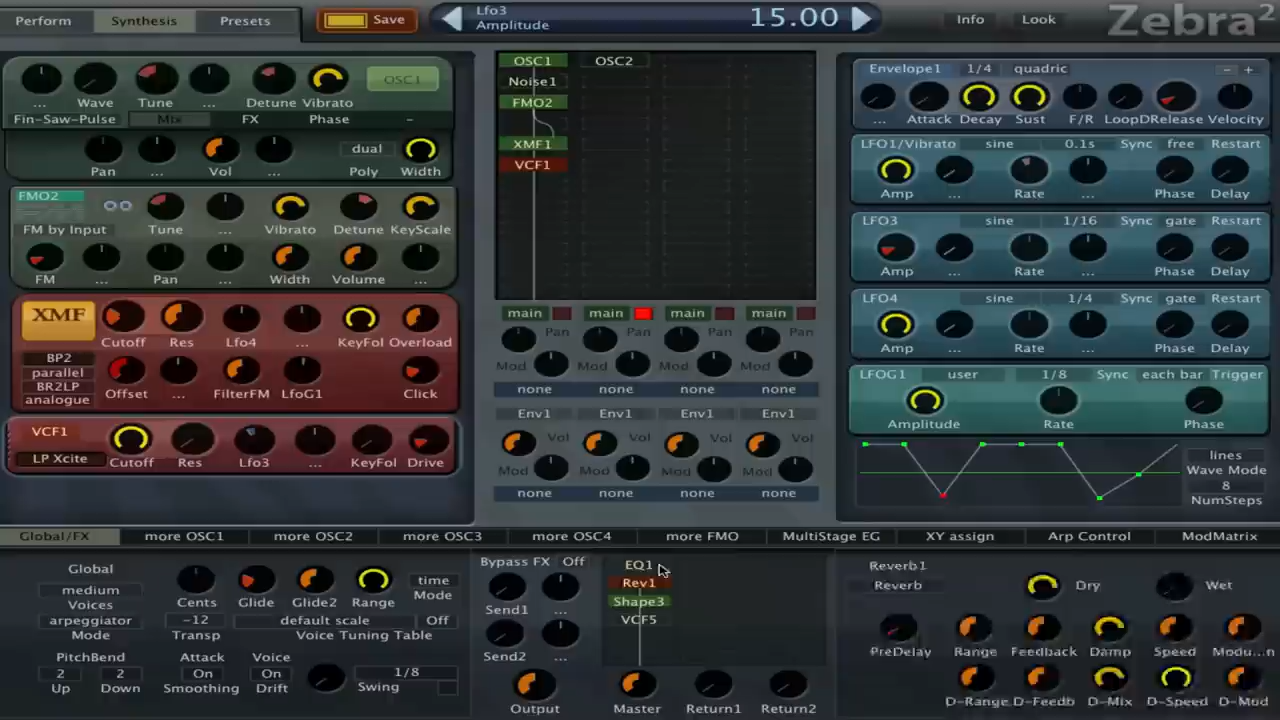 Perform Synthesis Presets Save
Lfo3
Amplitude
15.00
Info Look
Zebra²
OSC1
... Wave Tune ... Detune Vibrato
Fin-Saw-Pulse Mix FX Phase -
dual
Pan ... Vol ... Poly Width
FMO2
FM by Input Tune ... Vibrato Detune KeyScale
FM ... Pan ... Width Volume ...
XMF
Cutoff Res Lfo4 ... KeyFol Overload
BP2
parallel
BR2LP
analogue
Offset ... FilterFM LfoG1 Click
VCF1
LP Xcite
Cutoff Res Lfo3 ... KeyFol Drive
OSC1 OSC2
Noise1
FMO2
XMF1
VCF1
main main main main
Pan Pan Pan Pan
Mod Mod Mod Mod
none none none none
Env1 Env1 Env1 Env1
Vol Vol Vol Vol
Mod Mod Mod Mod
none none none none
Envelope1 1/4 quadric - +
... Attack Decay Sust F/R LoopD Release Velocity
LFO1/Vibrato sine 0.1s Sync free Restart
Amp ... Rate ... Phase Delay
LFO3 sine 1/16 Sync gate Restart
Amp ... Rate ... Phase Delay
LFO4 sine 1/4 Sync gate Restart
Amp ... Rate ... Phase Delay
LFOG1 user 1/8 Sync each bar Trigger
Amplitude Rate Phase
lines
Wave Mode
8
NumSteps
Global/FX more OSC1 more OSC2 more OSC3 more OSC4 more FMO MultiStage EG XY assign Arp Control ModMatrix
Global
medium
Voices
arpeggiator
Mode
Cents Glide Glide2 Range
time
Mode
-12 default scale Off
Transp Voice Tuning Table
PitchBend
2 2
Up Down
Attack
On
Smoothing
Voice
On
Drift
1/8
Swing
Bypass FX Off
Send1 ...
Send2 ...
EQ1
Rev1
Shape3
VCF5
Output Master Return1 Return2
Reverb1
Reverb Dry Wet
PreDelay Range Feedback Damp Speed Modu...n
D-Range D-Feedb D-Mix D-Speed D-Mod